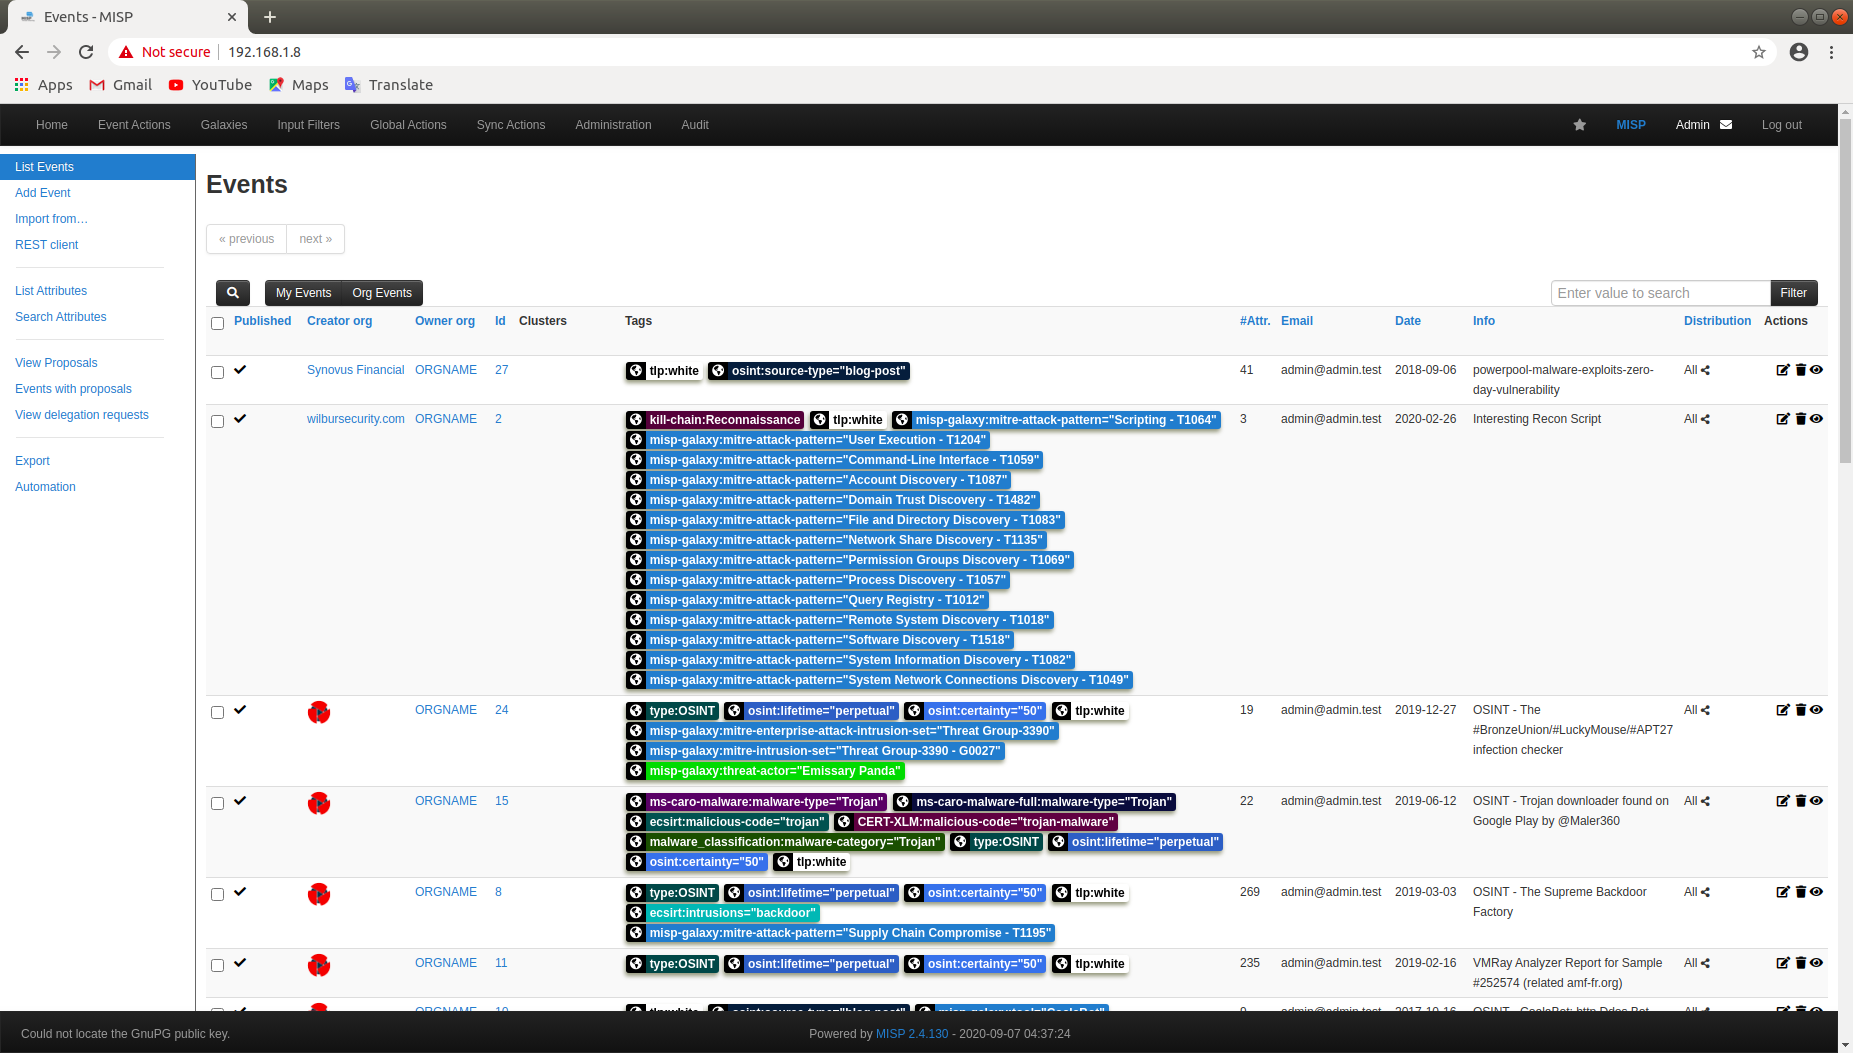 Events - MISP
Not secure 192.168.1.8
Apps Gmail YouTube Maps Translate
Home Event Actions Galaxies Input Filters Global Actions Sync Actions Administration Audit MISP Admin Log out
List Events
Add Event
Import from…
REST client
List Attributes
Search Attributes
View Proposals
Events with proposals
View delegation requests
Export
Automation
Events
« previous next »
My Events Org Events Enter value to search Filter
Published Creator org Owner org Id Clusters Tags #Attr. Email Date Info Distribution Actions
Synovus Financial ORGNAME 27 tlp:white osint:source-type="blog-post" 41 admin@admin.test 2018-09-06 powerpool-malware-exploits-zero- All
day-vulnerability
wilbursecurity.com ORGNAME 2 kill-chain:Reconnaissance tlp:white misp-galaxy:mitre-attack-pattern="Scripting - T1064" 3 admin@admin.test 2020-02-26 Interesting Recon Script All
misp-galaxy:mitre-attack-pattern="User Execution - T1204"
misp-galaxy:mitre-attack-pattern="Command-Line Interface - T1059"
misp-galaxy:mitre-attack-pattern="Account Discovery - T1087"
misp-galaxy:mitre-attack-pattern="Domain Trust Discovery - T1482"
misp-galaxy:mitre-attack-pattern="File and Directory Discovery - T1083"
misp-galaxy:mitre-attack-pattern="Network Share Discovery - T1135"
misp-galaxy:mitre-attack-pattern="Permission Groups Discovery - T1069"
misp-galaxy:mitre-attack-pattern="Process Discovery - T1057"
misp-galaxy:mitre-attack-pattern="Query Registry - T1012"
misp-galaxy:mitre-attack-pattern="Remote System Discovery - T1018"
misp-galaxy:mitre-attack-pattern="Software Discovery - T1518"
misp-galaxy:mitre-attack-pattern="System Information Discovery - T1082"
misp-galaxy:mitre-attack-pattern="System Network Connections Discovery - T1049"
ORGNAME 24 type:OSINT osint:lifetime="perpetual" osint:certainty="50" tlp:white 19 admin@admin.test 2019-12-27 OSINT - The All
misp-galaxy:mitre-enterprise-attack-intrusion-set="Threat Group-3390" #BronzeUnion/#LuckyMouse/#APT27
misp-galaxy:mitre-intrusion-set="Threat Group-3390 - G0027" infection checker
misp-galaxy:threat-actor="Emissary Panda"
ORGNAME 15 ms-caro-malware:malware-type="Trojan" ms-caro-malware-full:malware-type="Trojan" 22 admin@admin.test 2019-06-12 OSINT - Trojan downloader found on All
ecsirt:malicious-code="trojan" CERT-XLM:malicious-code="trojan-malware" Google Play by @Maler360
malware_classification:malware-category="Trojan" type:OSINT osint:lifetime="perpetual"
osint:certainty="50" tlp:white
ORGNAME 8 type:OSINT osint:lifetime="perpetual" osint:certainty="50" tlp:white 269 admin@admin.test 2019-03-03 OSINT - The Supreme Backdoor All
ecsirt:intrusions="backdoor" Factory
misp-galaxy:mitre-attack-pattern="Supply Chain Compromise - T1195"
ORGNAME 11 type:OSINT osint:lifetime="perpetual" osint:certainty="50" tlp:white 235 admin@admin.test 2019-02-16 VMRay Analyzer Report for Sample All
#252574 (related amf-fr.org)
Could not locate the GnuPG public key. Powered by MISP 2.4.130 - 2020-09-07 04:37:24